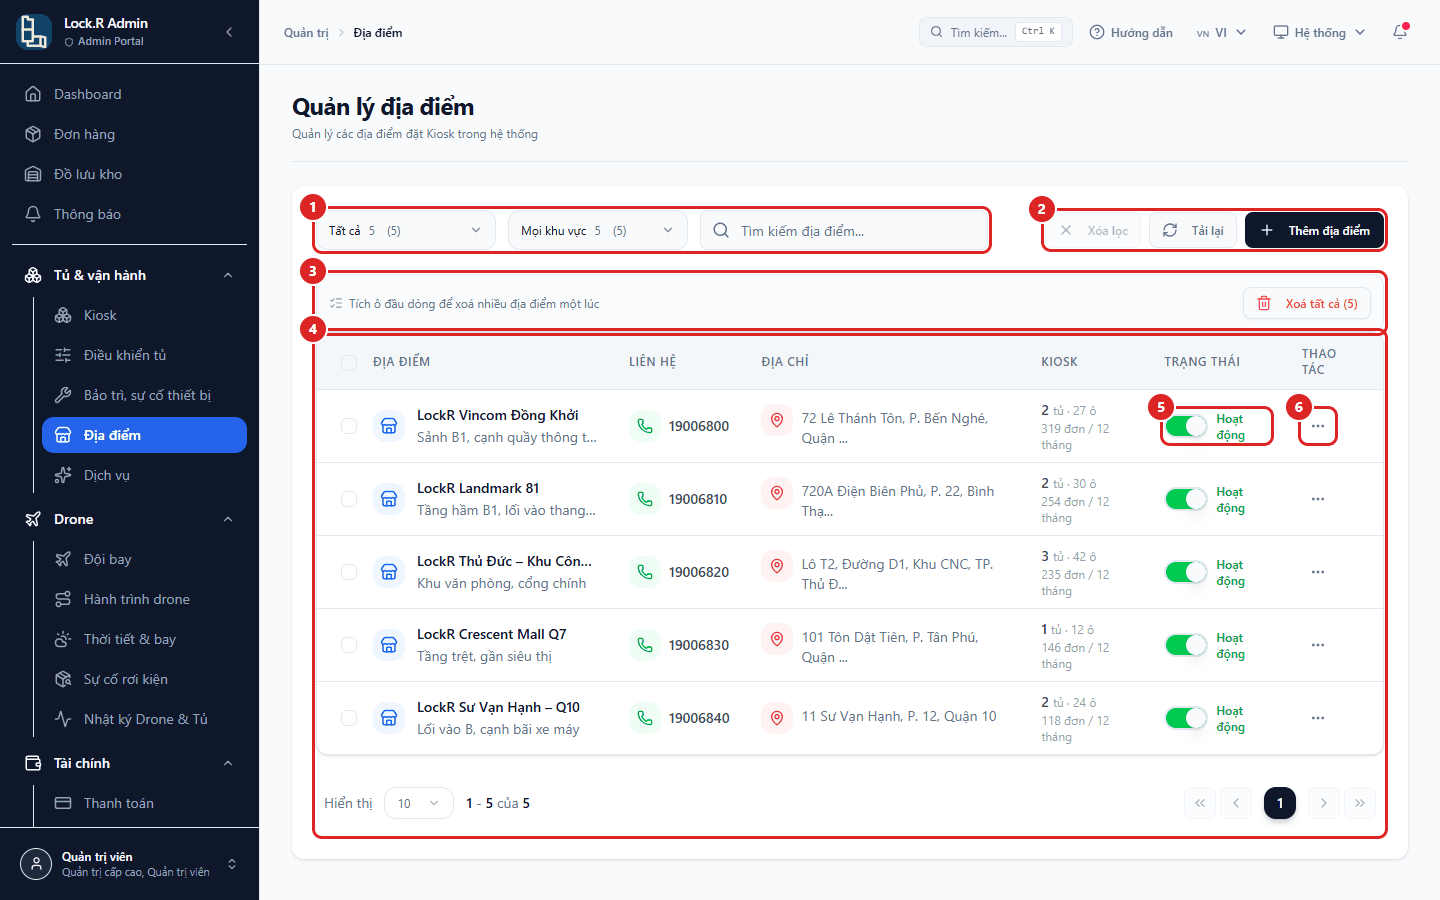 Lock.R Admin
Admin Portal
Quản trị
Địa điểm
Tìm kiếm...
Ctrl K
Hướng dẫn
VN VI
Hệ thống
Dashboard
Đơn hàng
Đồ lưu kho
Thông báo
Tủ & vận hành
Kiosk
Điều khiển tủ
Bảo trì, sự cố thiết bị
Địa điểm
Dịch vụ
Drone
Đội bay
Hành trình drone
Thời tiết & bay
Sự cố rơi kiện
Nhật ký Drone & Tủ
Tài chính
Thanh toán
Quản trị viên
Quản trị cấp cao, Quản trị viên
Quản lý địa điểm
Quản lý các địa điểm đặt Kiosk trong hệ thống
1
Tất cả 5 (5)
Mọi khu vực 5 (5)
Tìm kiếm địa điểm...
2
Xóa lọc
Tải lại
Thêm địa điểm
3
Tích ô đầu dòng để xoá nhiều địa điểm một lúc
Xoá tất cả (5)
4
ĐỊA ĐIỂM
LIÊN HỆ
ĐỊA CHỈ
KIOSK
TRẠNG THÁI
THAO
TÁC
LockR Vincom Đồng Khởi
Sảnh B1, cạnh quầy thông t...
19006800
72 Lê Thánh Tôn, P. Bến Nghé,
Quận ...
2 tủ · 27 ô
319 đơn / 12
tháng
5
Hoạt
động
6
LockR Landmark 81
Tầng hầm B1, lối vào thang...
19006810
720A Điện Biên Phủ, P. 22, Bình
Thạ...
2 tủ · 30 ô
254 đơn / 12
tháng
Hoạt
động
LockR Thủ Đức – Khu Côn...
Khu văn phòng, cổng chính
19006820
Lô T2, Đường D1, Khu CNC, TP.
Thủ Đ...
3 tủ · 42 ô
235 đơn / 12
tháng
Hoạt
động
LockR Crescent Mall Q7
Tầng trệt, gần siêu thị
19006830
101 Tôn Dật Tiên, P. Tân Phú,
Quận ...
1 tủ · 12 ô
146 đơn / 12
tháng
Hoạt
động
LockR Sư Vạn Hạnh – Q10
Lối vào B, cạnh bãi xe máy
19006840
11 Sư Vạn Hạnh, P. 12, Quận 10
2 tủ · 24 ô
118 đơn / 12
tháng
Hoạt
động
Hiển thị
10
1 - 5 của 5
1